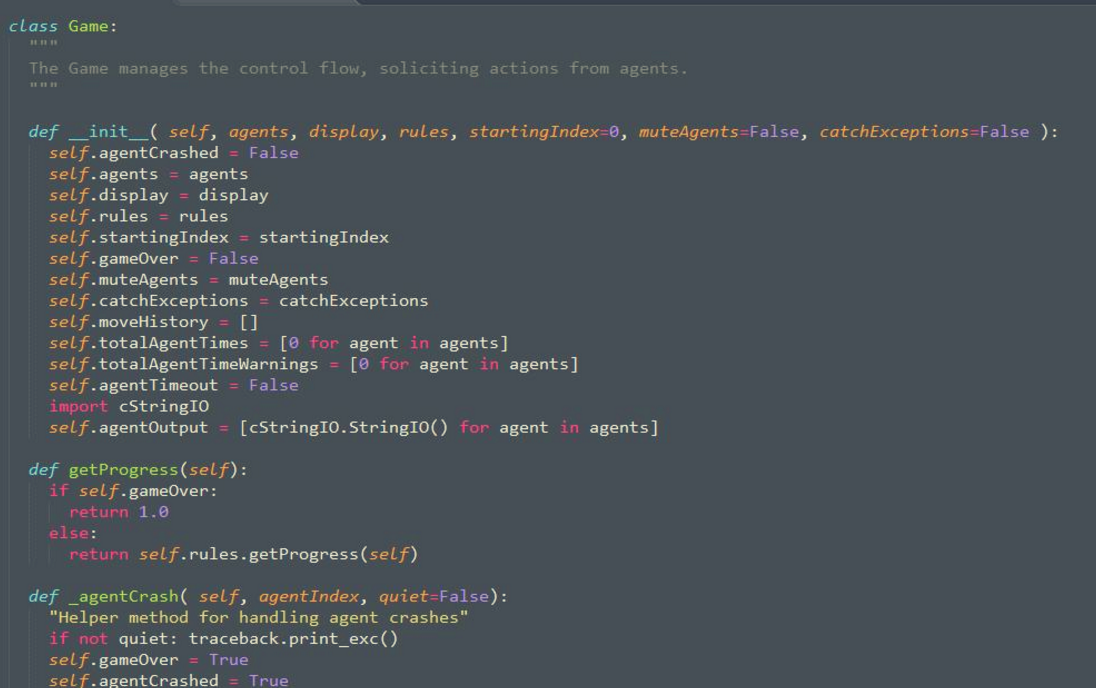 class Game:
"""
The Game manages the control flow, soliciting actions from agents.
"""
def __init__( self, agents, display, rules, startingIndex=0, muteAgents=False, catchExceptions=False ):
self.agentCrashed = False
self.agents = agents
self.display = display
self.rules = rules
self.startingIndex = startingIndex
self.gameOver = False
self.muteAgents = muteAgents
self.catchExceptions = catchExceptions
self.moveHistory = []
self.totalAgentTimes = [0 for agent in agents]
self.totalAgentTimeWarnings = [0 for agent in agents]
self.agentTimeout = False
import cStringIO
self.agentOutput = [cStringIO.StringIO() for agent in agents]
def getProgress(self):
if self.gameOver:
return 1.0
else:
return self.rules.getProgress(self)
def _agentCrash( self, agentIndex, quiet=False):
"Helper method for handling agent crashes"
if not quiet: traceback.print_exc()
self.gameOver = True
self.agentCrashed = True